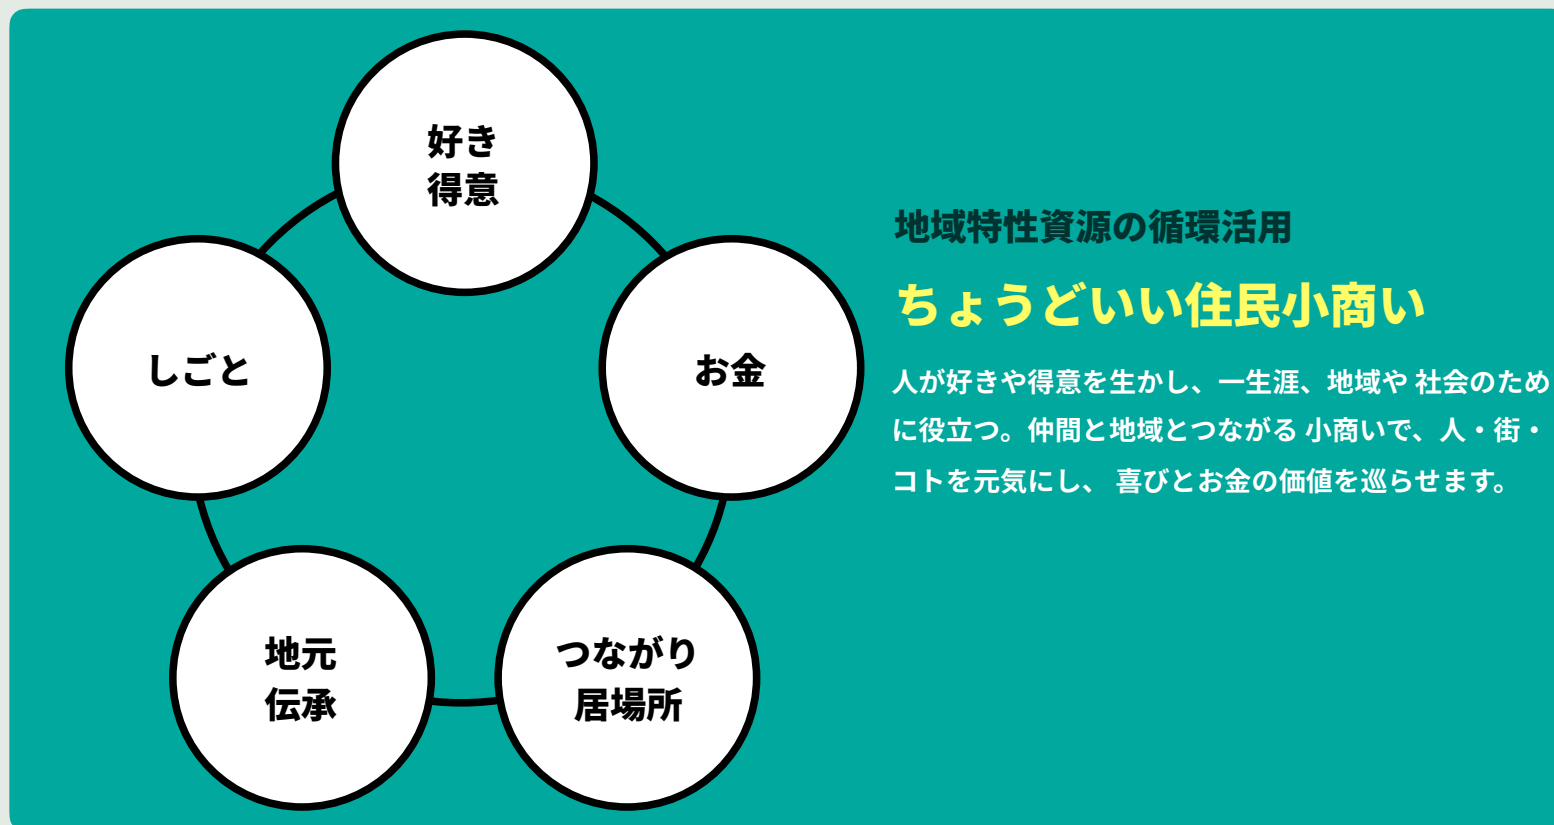 好き
得意
しごと
お金
地元
伝承
つながり
居場所
地域特性資源の循環活用
ちょうどいい住民小商い
人が好きや得意を生かし、一生涯、地域や 社会のため
に役立つ。仲間と地域とつながる 小商いで、人・街・
コトを元気にし、 喜びとお金の価値を巡らせます。